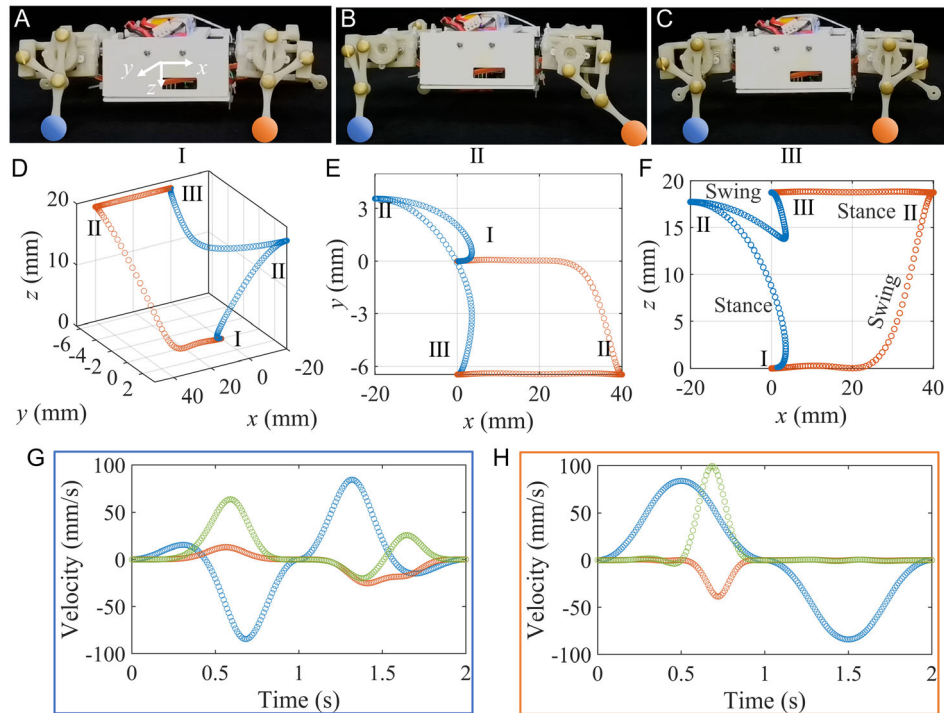 A
B
C
y
x
z
I
II
III
D
E
F
20
10
0
z (mm)
-6
-4
-2
0
2
y (mm)
40
20
0
-20
x (mm)
II
III
II
I
3
0
-3
-6
y (mm)
-20
0
20
40
x (mm)
II
I
III
II
20
15
10
5
0
z (mm)
-20
0
20
40
x (mm)
Swing
II
III
Stance
II
Stance
Swing
I
G
100
50
0
-50
-100
Velocity (mm/s)
0
0.5
1
1.5
2
Time (s)
H
100
50
0
-50
-100
Velocity (mm/s)
0
0.5
1
1.5
2
Time (s)